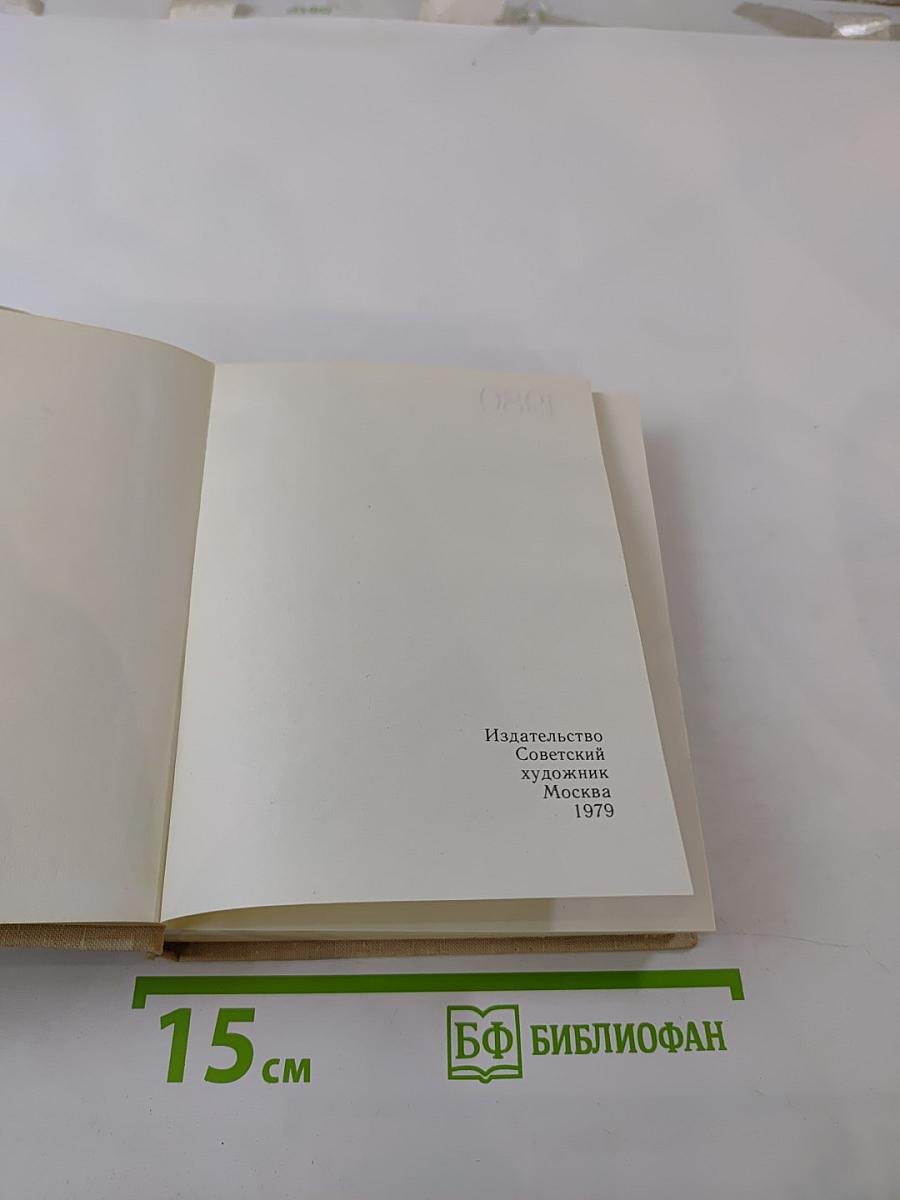 1980
Издательство
Советский
художник
Москва
1979
15 см
БФ БИБЛИОФАН